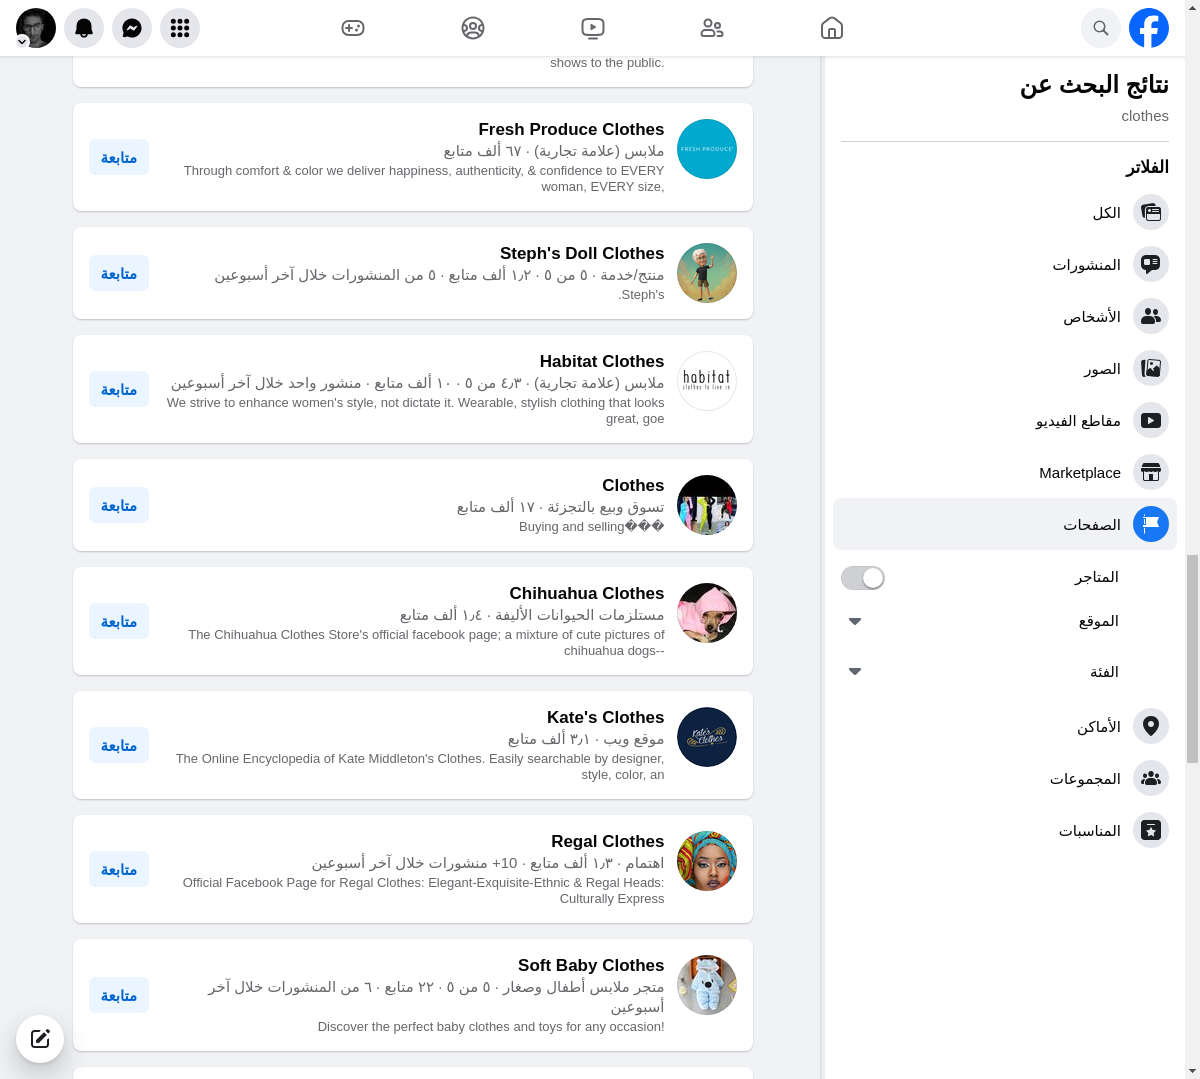 نتائج البحث عن
clothes
الفلاتر
الكل
المنشورات
الأشخاص
الصور
مقاطع الفيديو
Marketplace
الصفحات
المتاجر
الموقع
الفئة
الأماكن
المجموعات
المناسبات
shows to the public.
Fresh Produce Clothes
ملابس (علامة تجارية) · ٦٧ ألف متابع
Through comfort & color we deliver happiness, authenticity, & confidence to EVERY
woman, EVERY size,
متابعة
FRESH PRODUCE
Steph's Doll Clothes
منتج/خدمة · ٥ من ٥ · ١٫٢ ألف متابع · ٥ من المنشورات خلال آخر أسبوعين
.Steph's
متابعة
Habitat Clothes
ملابس (علامة تجارية) · ٤٫٣ من ٥ · ١٠ ألف متابع · منشور واحد خلال آخر أسبوعين
We strive to enhance women's style, not dictate it. Wearable, stylish clothing that looks
great, goe
متابعة
habitat
clothes to live in
Clothes
تسوق وبيع بالتجزئة · ١٧ ألف متابع
Buying and selling���
متابعة
Chihuahua Clothes
مستلزمات الحيوانات الأليفة · ١٫٤ ألف متابع
The Chihuahua Clothes Store's official facebook page; a mixture of cute pictures of
chihuahua dogs--
متابعة
Kate's Clothes
موقع ويب · ٣٫١ ألف متابع
The Online Encyclopedia of Kate Middleton's Clothes. Easily searchable by designer,
style, color, an
متابعة
Kate's
Clothes
Regal Clothes
اهتمام · ١٫٣ ألف متابع · 10+ منشورات خلال آخر أسبوعين
Official Facebook Page for Regal Clothes: Elegant-Exquisite-Ethnic & Regal Heads:
Culturally Express
متابعة
Soft Baby Clothes
متجر ملابس أطفال وصغار · ٥ من ٥ · ٢٢ متابع · ٦ من المنشورات خلال آخر
أسبوعين
Discover the perfect baby clothes and toys for any occasion!
متابعة